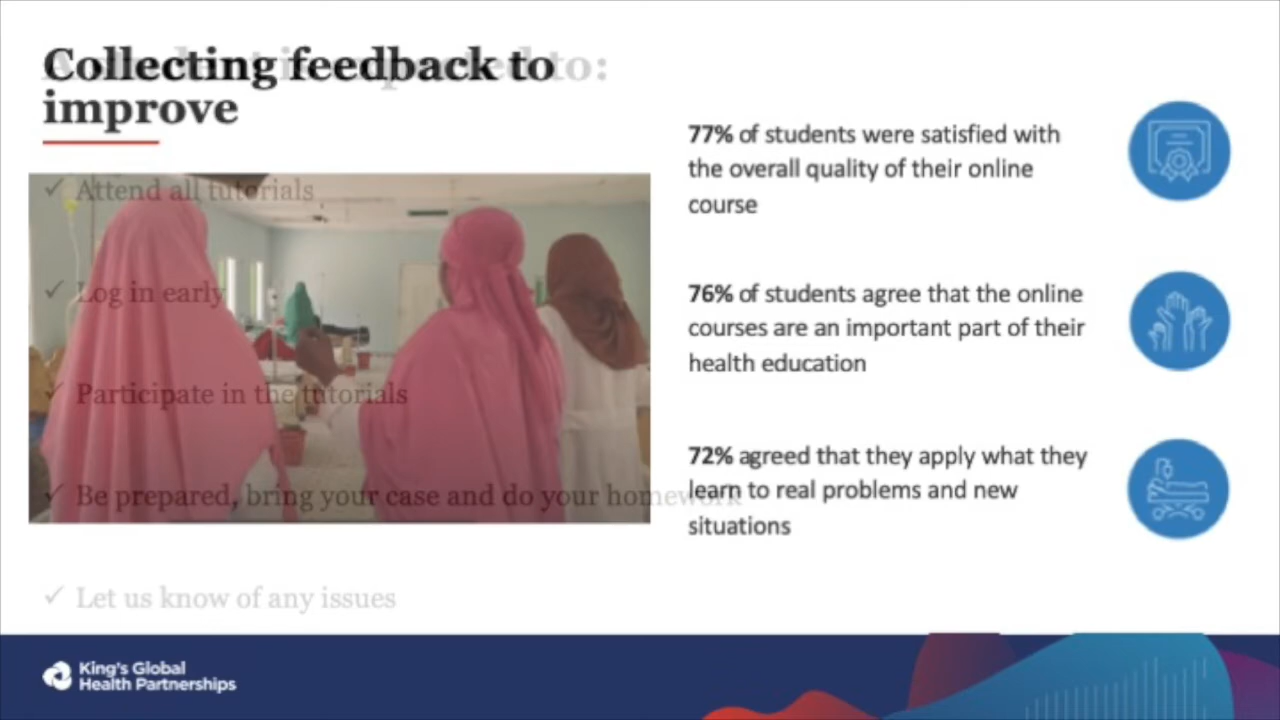 Collecting feedback to
improve
77% of students were satisfied with
the overall quality of their online
course
76% of students agree that the online
courses are an important part of their
health education
72% agreed that they apply what they
learn to real problems and new
situations
to:
✓ Attend all tutorials
✓ Log in early
✓ Participate in the tutorials
✓ Be prepared, bring your case and do your homework
✓ Let us know of any issues
King's Global
Health Partnerships